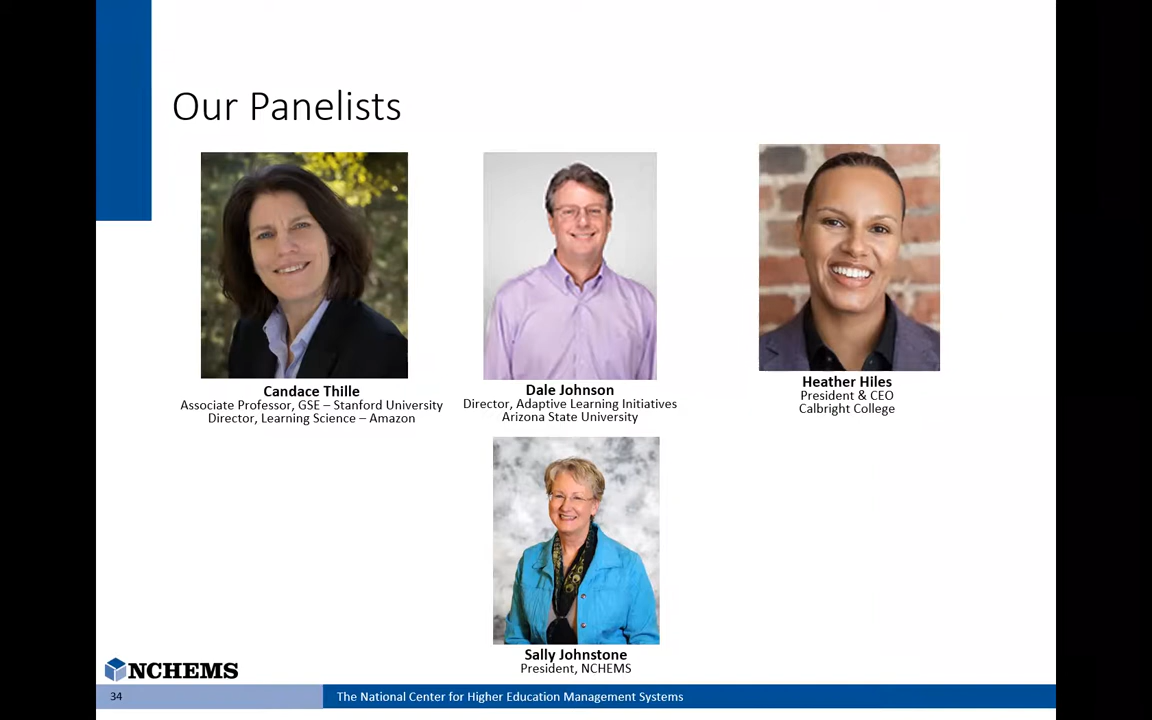 Our Panelists
Candace Thille
Associate Professor, GSE – Stanford University
Director, Learning Science – Amazon
Dale Johnson
Director, Adaptive Learning Initiatives
Arizona State University
Heather Hiles
President & CEO
Calbright College
Sally Johnstone
President, NCHEMS
NCHEMS
34
The National Center for Higher Education Management Systems